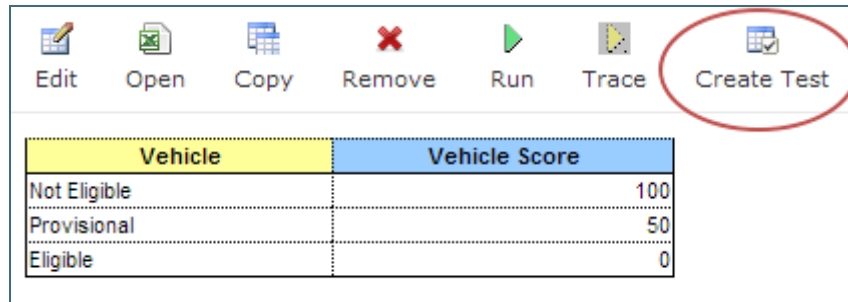 Edit Open Copy Remove Run Trace Create Test
Vehicle Vehicle Score
Not Eligible 100
Provisional 50
Eligible 0